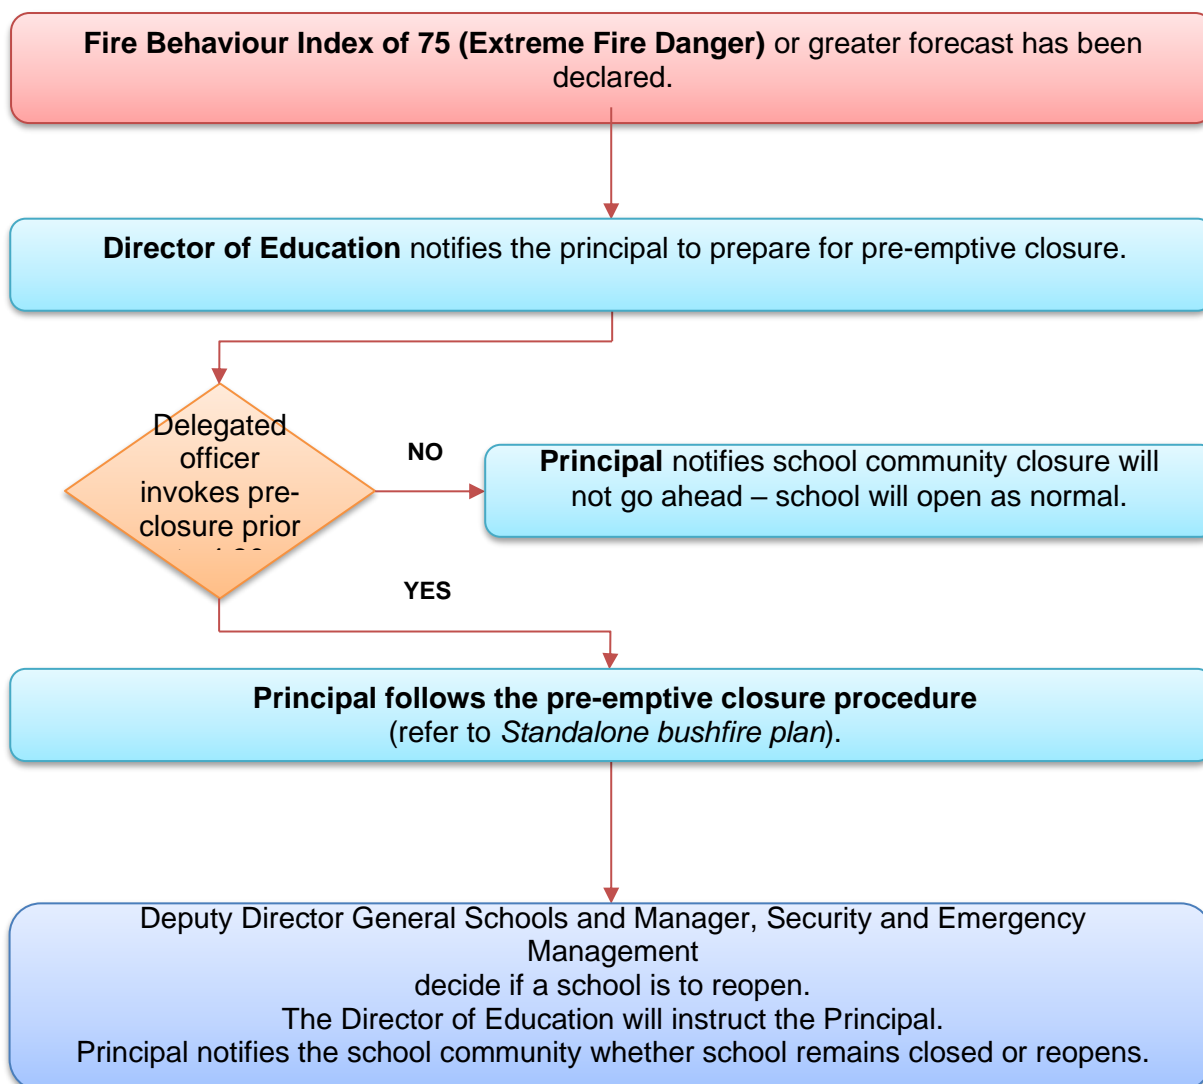 Fire Behaviour Index of 75 (Extreme Fire Danger) or greater forecast has been
declared.
Director of Education notifies the principal to prepare for pre-emptive closure.
Delegated
officer
invokes pre-
closure prior
NO
Principal notifies school community closure will
not go ahead – school will open as normal.
YES
Principal follows the pre-emptive closure procedure
(refer to Standalone bushfire plan).
Deputy Director General Schools and Manager, Security and Emergency
Management
decide if a school is to reopen.
The Director of Education will instruct the Principal.
Principal notifies the school community whether school remains closed or reopens.